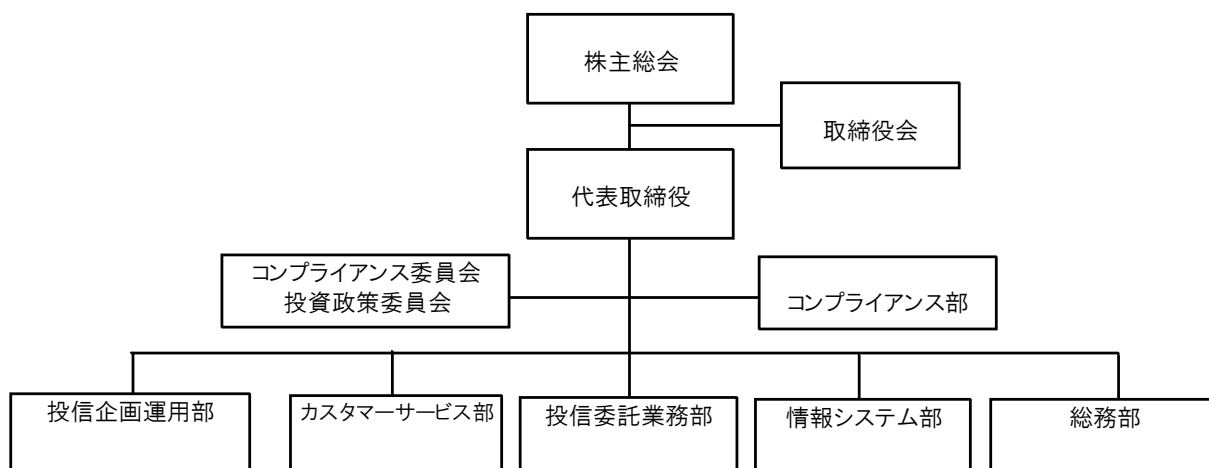 株主総会
取締役会
代表取締役
コンプライアンス委員会
投資政策委員会
コンプライアンス部
投信企画運用部
カスタマーサービス部
投信委託業務部
情報システム部
総務部